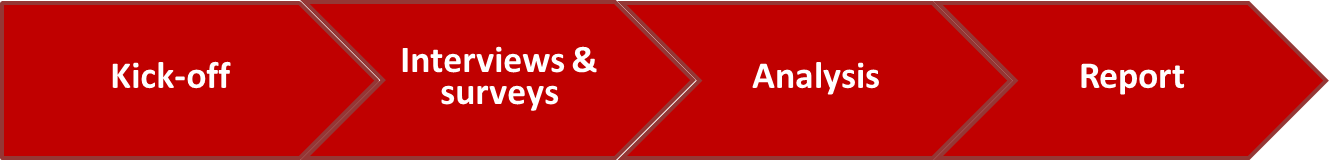 Kick-off
Interviews &
surveys
Analysis
Report